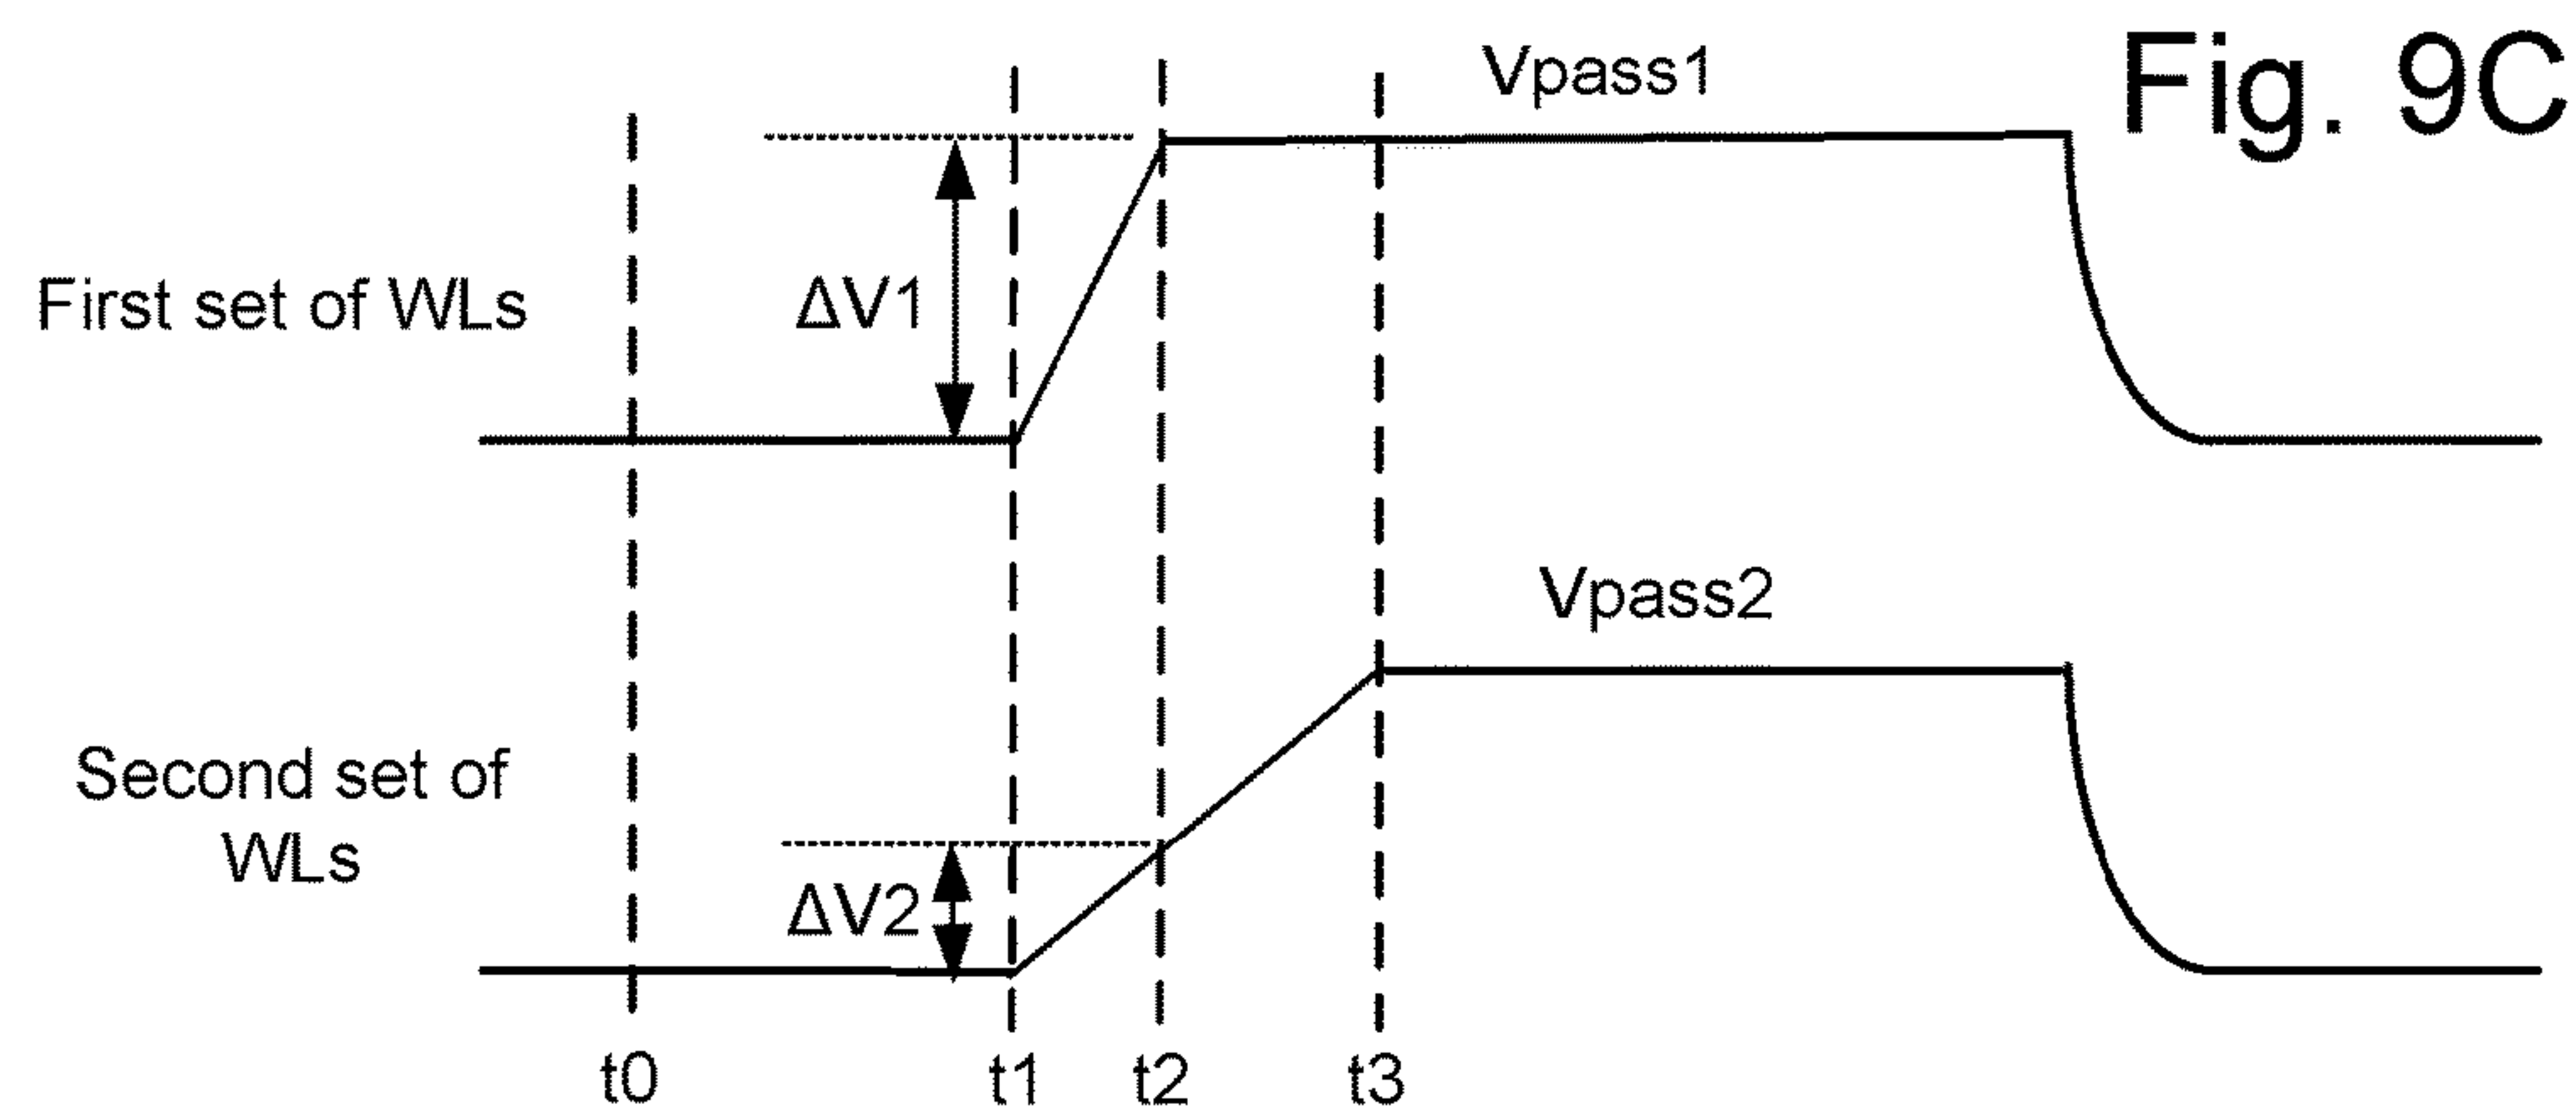 Fig. 9C
Vpass1
First set of WLs
ΔV1
Vpass2
Second set of
WLs
ΔV2
t0 t1 t2 t3